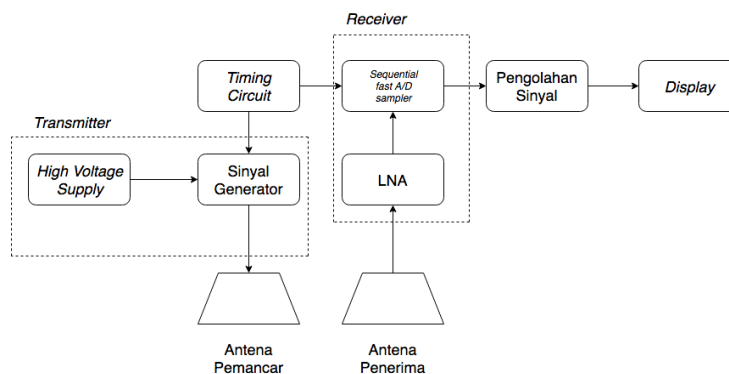 Receiver
Timing
Circuit
Sequential
fast A/D
sampler
Pengolahan
Sinyal
Display
Transmitter
High Voltage
Supply
Sinyal
Generator
LNA
Antena
Pemancar
Antena
Penerima